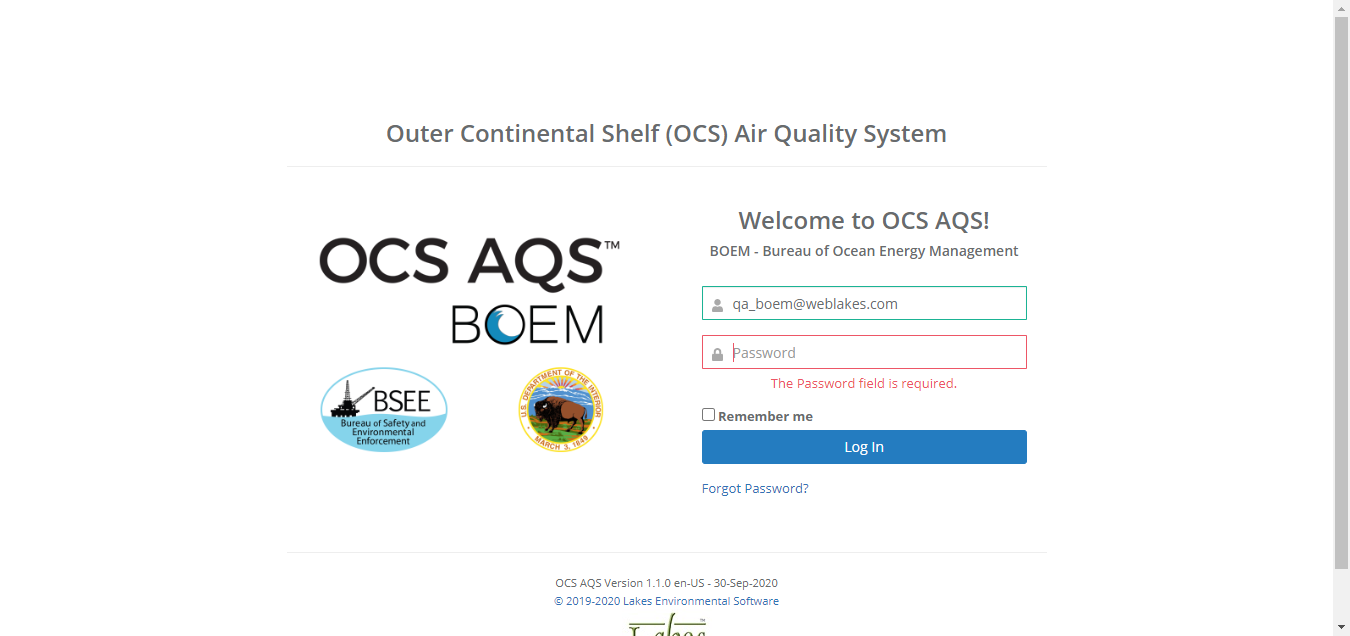 Outer Continental Shelf (OCS) Air Quality System
OCS AQS™
BOEM
BSEE
Bureau of Safety and
Environmental
Enforcement
U.S. DEPARTMENT OF THE INTERIOR
MARCH 3, 1849
Welcome to OCS AQS!
BOEM - Bureau of Ocean Energy Management
qa_boem@weblakes.com
Password
The Password field is required.
Remember me
Log In
Forgot Password?
OCS AQS Version 1.1.0 en-US - 30-Sep-2020
© 2019-2020 Lakes Environmental Software
Lakes™